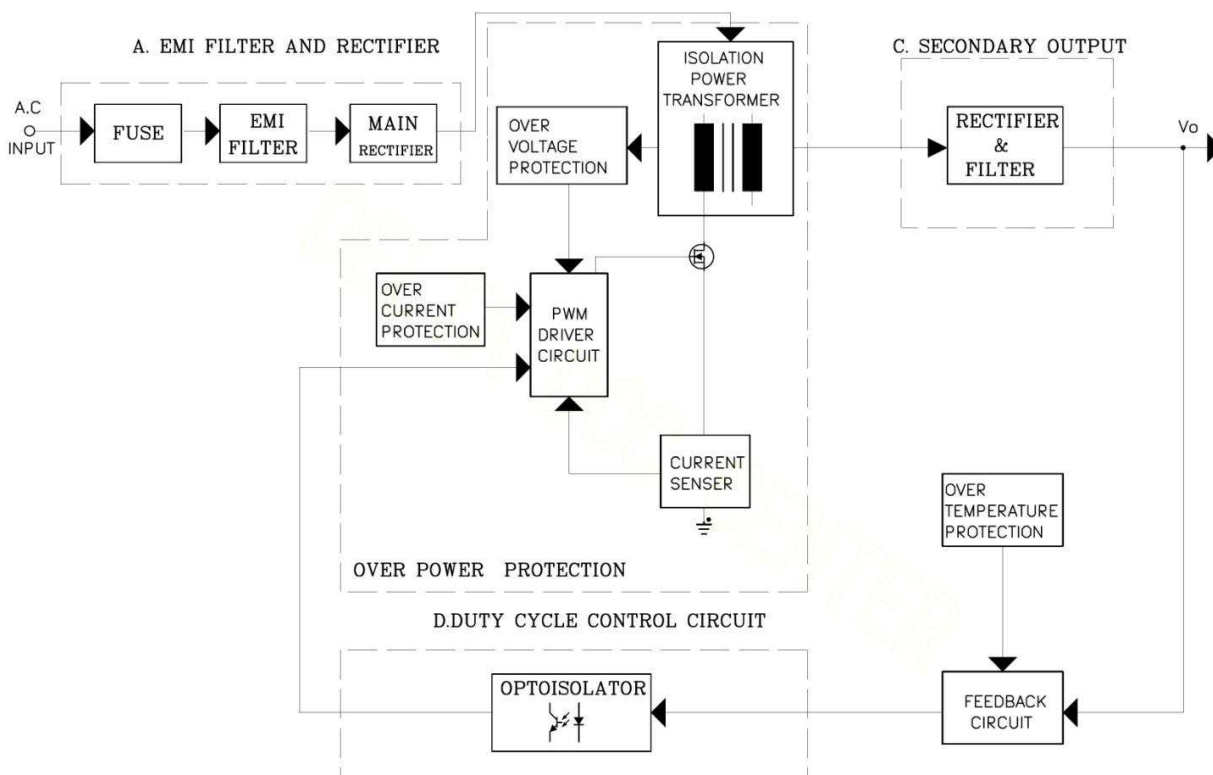 A. EMI FILTER AND RECTIFIER
A.C
INPUT
FUSE
EMI
FILTER
MAIN
RECTIFIER
OVER
VOLTAGE
PROTECTION
ISOLATION
POWER
TRANSFORMER
C. SECONDARY OUTPUT
RECTIFIER
&
FILTER
Vo
OVER
CURRENT
PROTECTION
PWM
DRIVER
CIRCUIT
CURRENT
SENSER
OVER
TEMPERATURE
PROTECTION
OVER POWER PROTECTION
D.DUTY CYCLE CONTROL CIRCUIT
OPTOISOLATOR
FEEDBACK
CIRCUIT